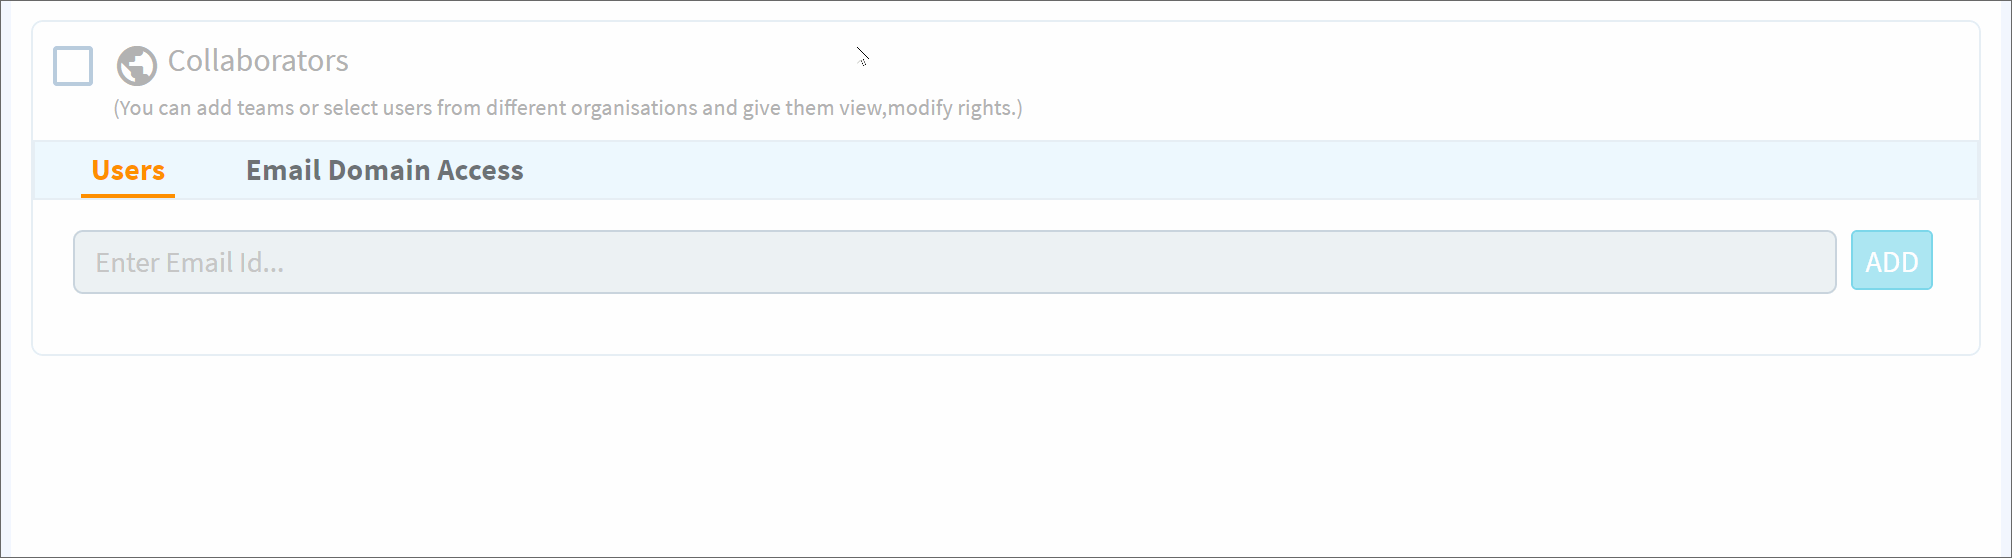 Collaborators
(You can add teams or select users from different organisations and give them view,modify rights.)
Users Email Domain Access
Enter Email Id... ADD